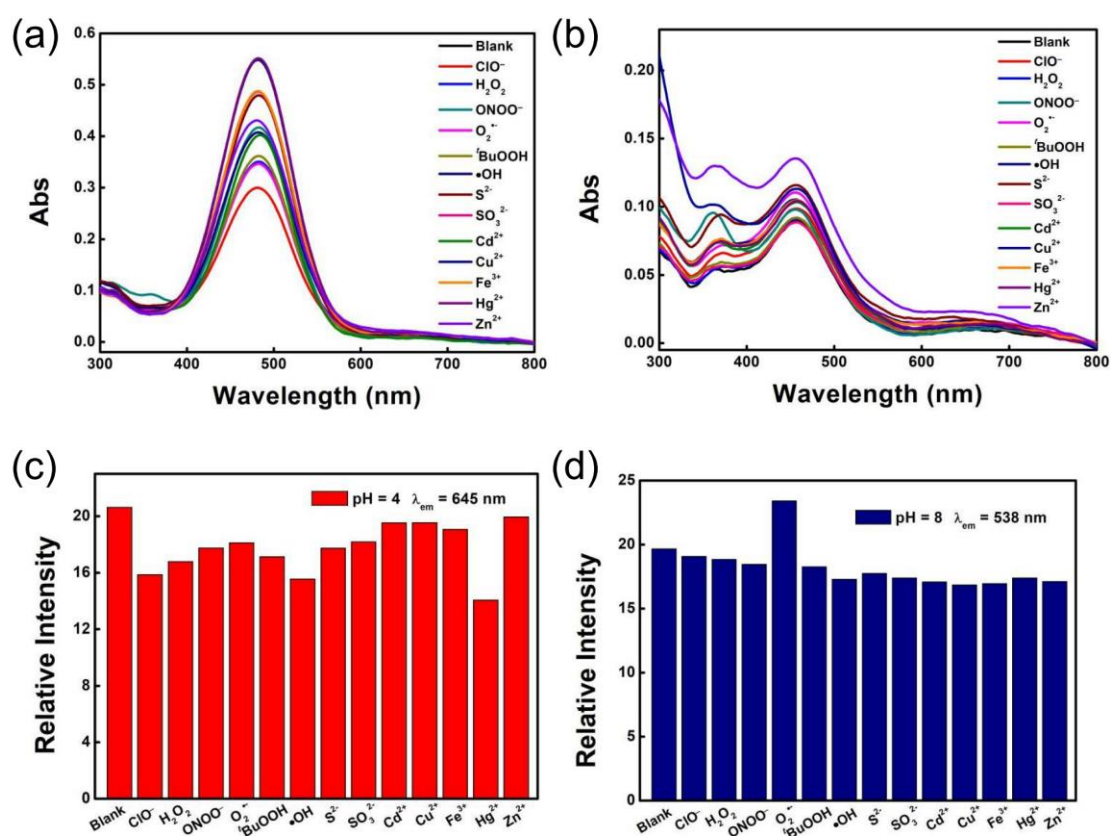 (a)
0.6
0.5
0.4
0.3
0.2
0.1
0.0
Abs
300 400 500 600 700 800
Wavelength (nm)
Blank
ClO⁻
H₂O₂
ONOO⁻
O₂•⁻
ᵗBuOOH
•OH
S²⁻
SO₃²⁻
Cd²⁺
Cu²⁺
Fe³⁺
Hg²⁺
Zn²⁺
(b)
0.20
0.15
0.10
0.05
0.00
Abs
300 400 500 600 700 800
Wavelength (nm)
Blank
ClO⁻
H₂O₂
ONOO⁻
O₂•⁻
ᵗBuOOH
•OH
S²⁻
SO₃²⁻
Cd²⁺
Cu²⁺
Fe³⁺
Hg²⁺
Zn²⁺
(c)
20
16
12
8
4
0
Relative Intensity
pH = 4 λem = 645 nm
Blank ClO⁻ H₂O₂ ONOO⁻ O₂•⁻ ᵗBuOOH •OH S²⁻ SO₃²⁻ Cd²⁺ Cu²⁺ Fe³⁺ Hg²⁺ Zn²⁺
(d)
25
20
15
10
5
0
Relative Intensity
pH = 8 λem = 538 nm
Blank ClO⁻ H₂O₂ ONOO⁻ O₂•⁻ ᵗBuOOH •OH S²⁻ SO₃²⁻ Cd²⁺ Cu²⁺ Fe³⁺ Hg²⁺ Zn²⁺